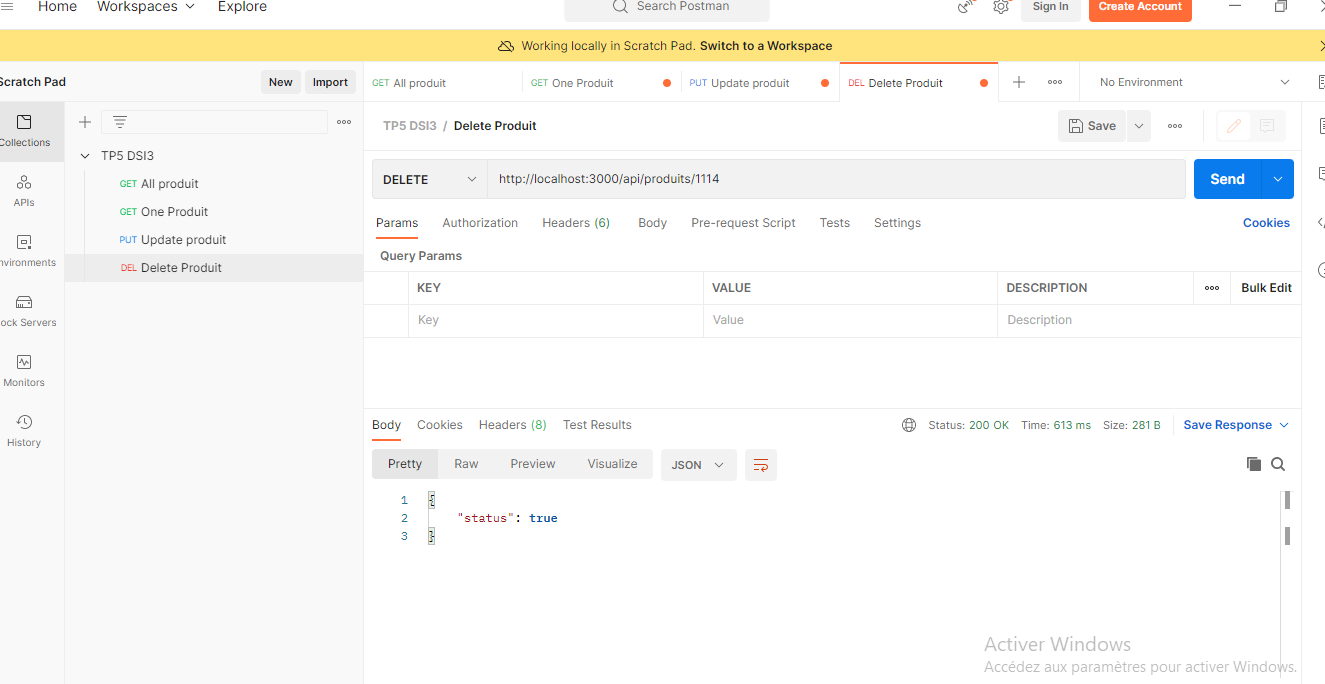 Home Workspaces Explore Search Postman Sign In Create Account
Working locally in Scratch Pad. Switch to a Workspace
Scratch Pad New Import
GET All produit GET One Produit PUT Update produit DEL Delete Produit No Environment
Collections
APIs
nvironments
ock Servers
Monitors
History
TP5 DSI3
GET All produit
GET One Produit
PUT Update produit
DEL Delete Produit
TP5 DSI3 / Delete Produit Save
DELETE http://localhost:3000/api/produits/1114 Send
Params Authorization Headers (6) Body Pre-request Script Tests Settings Cookies
Query Params
KEY VALUE DESCRIPTION Bulk Edit
Key Value Description
Body Cookies Headers (8) Test Results Status: 200 OK Time: 613 ms Size: 281 B Save Response
Pretty Raw Preview Visualize JSON
1 {
2 "status": true
3 }
Activer Windows
Accédez aux paramètres pour activer Windows.